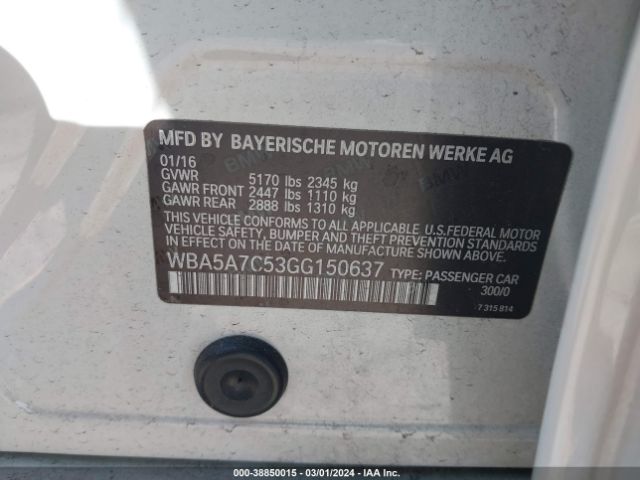 MFD BY BAYERISCHE MOTOREN WERKE AG
01/16
GVWR 5170 lbs 2345 kg
GAWR FRONT 2447 lbs 1110 kg
GAWR REAR 2888 lbs 1310 kg
THIS VEHICLE CONFORMS TO ALL APPLICABLE U.S.FEDERAL MOTOR
VEHICLE SAFETY, BUMPER AND THEFT PREVENTION STANDARDS
IN EFFECT ON THE DATE OF MANUFACTURE SHOWN ABOVE.
WBA5A7C53GG150637 TYPE: PASSENGER CAR
300/0
7 315 814
000-38850015 — 03/01/2024 — IAA Inc.